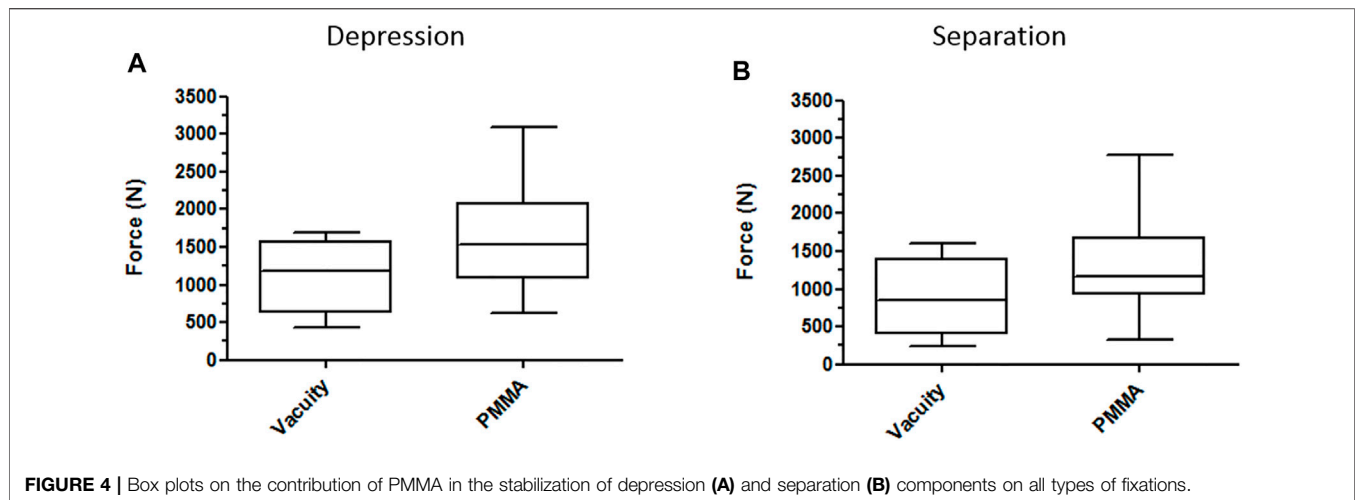 Depression
A
Force (N)
3500
3000
2500
2000
1500
1000
500
0
Vacuity
PMMA
Separation
B
Force (N)
3500
3000
2500
2000
1500
1000
500
0
Vacuity
PMMA
FIGURE 4 | Box plots on the contribution of PMMA in the stabilization of depression (A) and separation (B) components on all types of fixations.